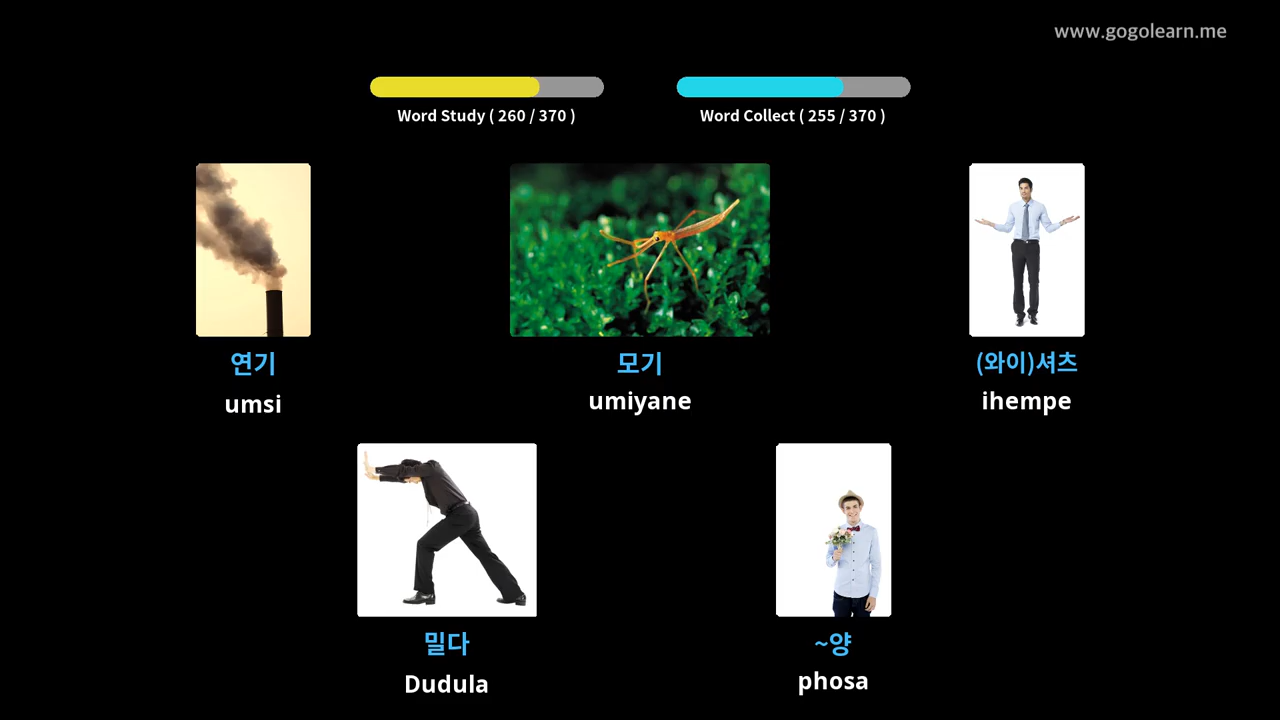 www.gogolearn.me
Word Study ( 260 / 370 )
Word Collect ( 255 / 370 )
연기
umsi
모기
umiyane
(와이)셔츠
ihempe
밀다
Dudula
~양
phosa